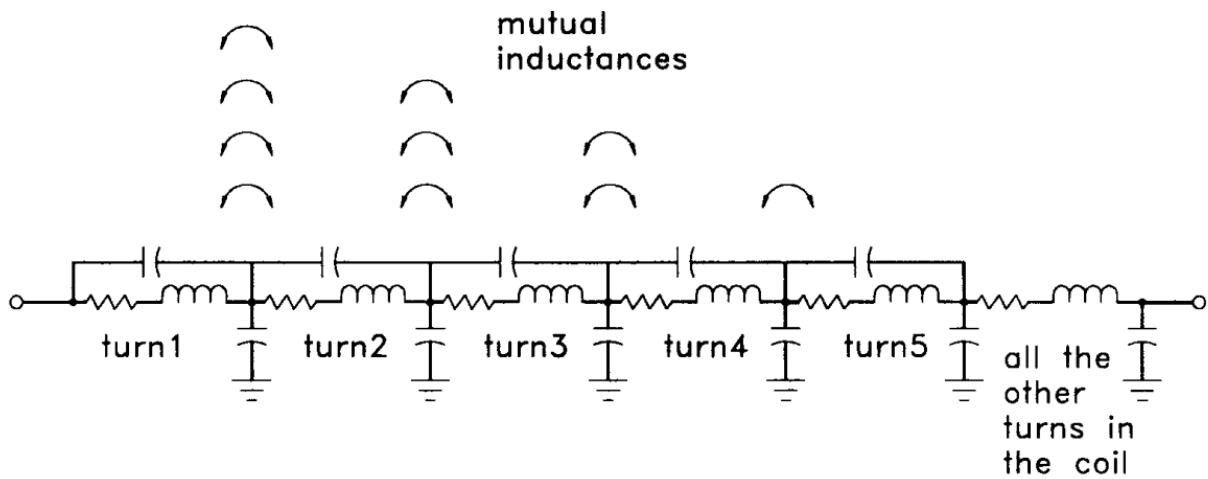 mutual
inductances
turn1
turn2
turn3
turn4
turn5
all the
other
turns in
the coil